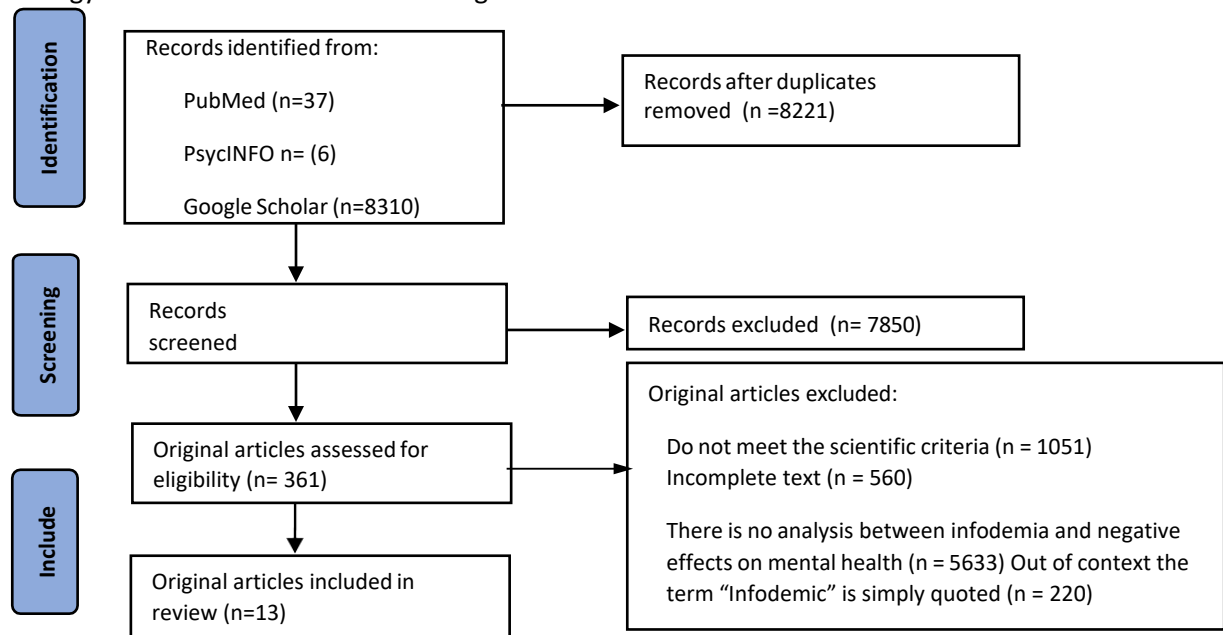 Identification
Records identified from:
PubMed (n=37)
PsycINFO n= (6)
Google Scholar (n=8310)
Records after duplicates
removed (n =8221)
Screening
Records
screened
Records excluded (n= 7850)
Original articles assessed for
eligibility (n= 361)
Original articles excluded:
Do not meet the scientific criteria (n = 1051)
Incomplete text (n = 560)
There is no analysis between infodemia and negative
effects on mental health (n = 5633) Out of context the
term “Infodemic” is simply quoted (n = 220)
Include
Original articles included in
review (n=13)